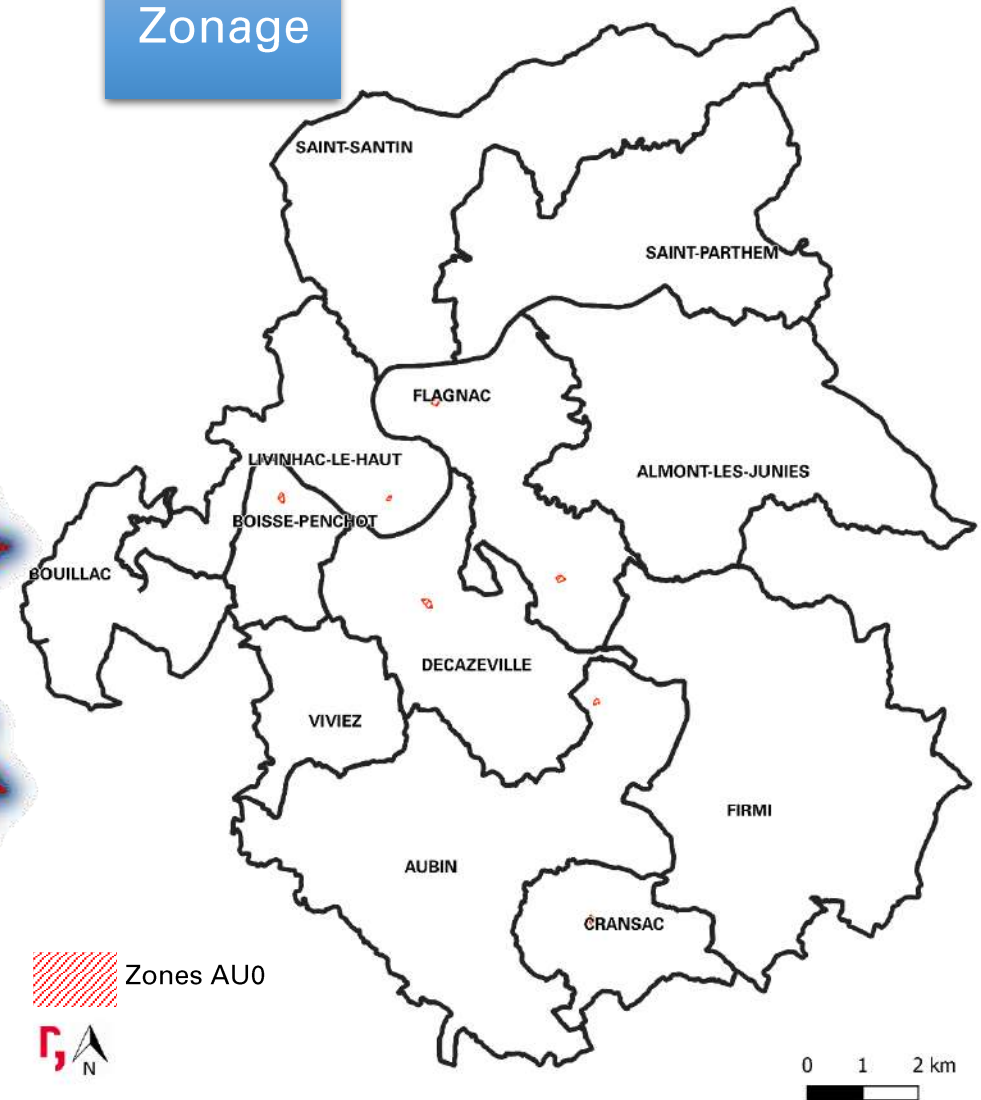 Zonage
SAINT-SANTIN
SAINT-PARTHEM
FLAGNAC
LIVINHAC-LE-HAUT
ALMONT-LES-JUNIES
BOISSE-PENCHOT
BOUILLAC
DECAZEVILLE
VIVIEZ
FIRMI
AUBIN
CRANSAC
Zones AU0
N
0 1 2 km